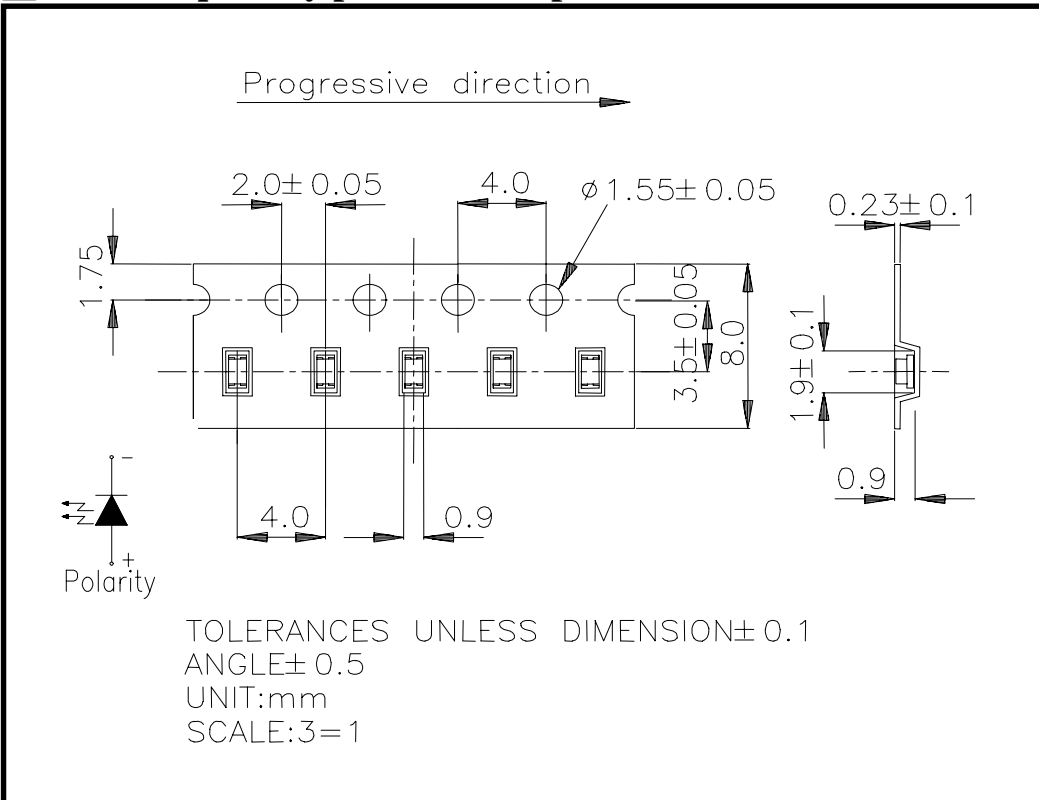 Progressive direction
2.0± 0.05
4.0
ø1.55± 0.05
0.23± 0.1
1.75
3.5± 0.05
8.0
1.9± 0.1
0.9
-
4.0
0.9
+
Polarity
TOLERANCES UNLESS DIMENSION± 0.1
ANGLE± 0.5
UNIT:mm
SCALE:3=1